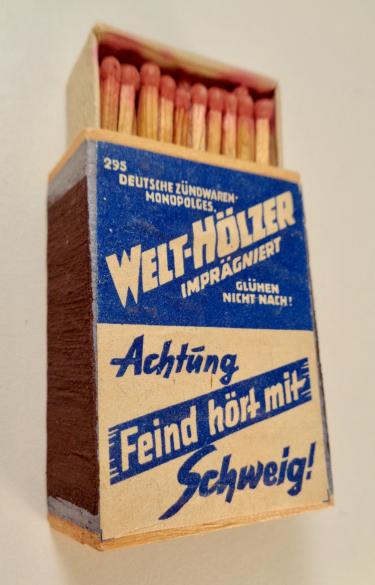 295
DEUTSCHE ZÜNDWAREN-
MONOPOLGES.
WELT-HÖLZER
IMPRÄGNIERT
GLÜHEN
NICHT NACH!
Achtung
Feind hört mit
Schweig!